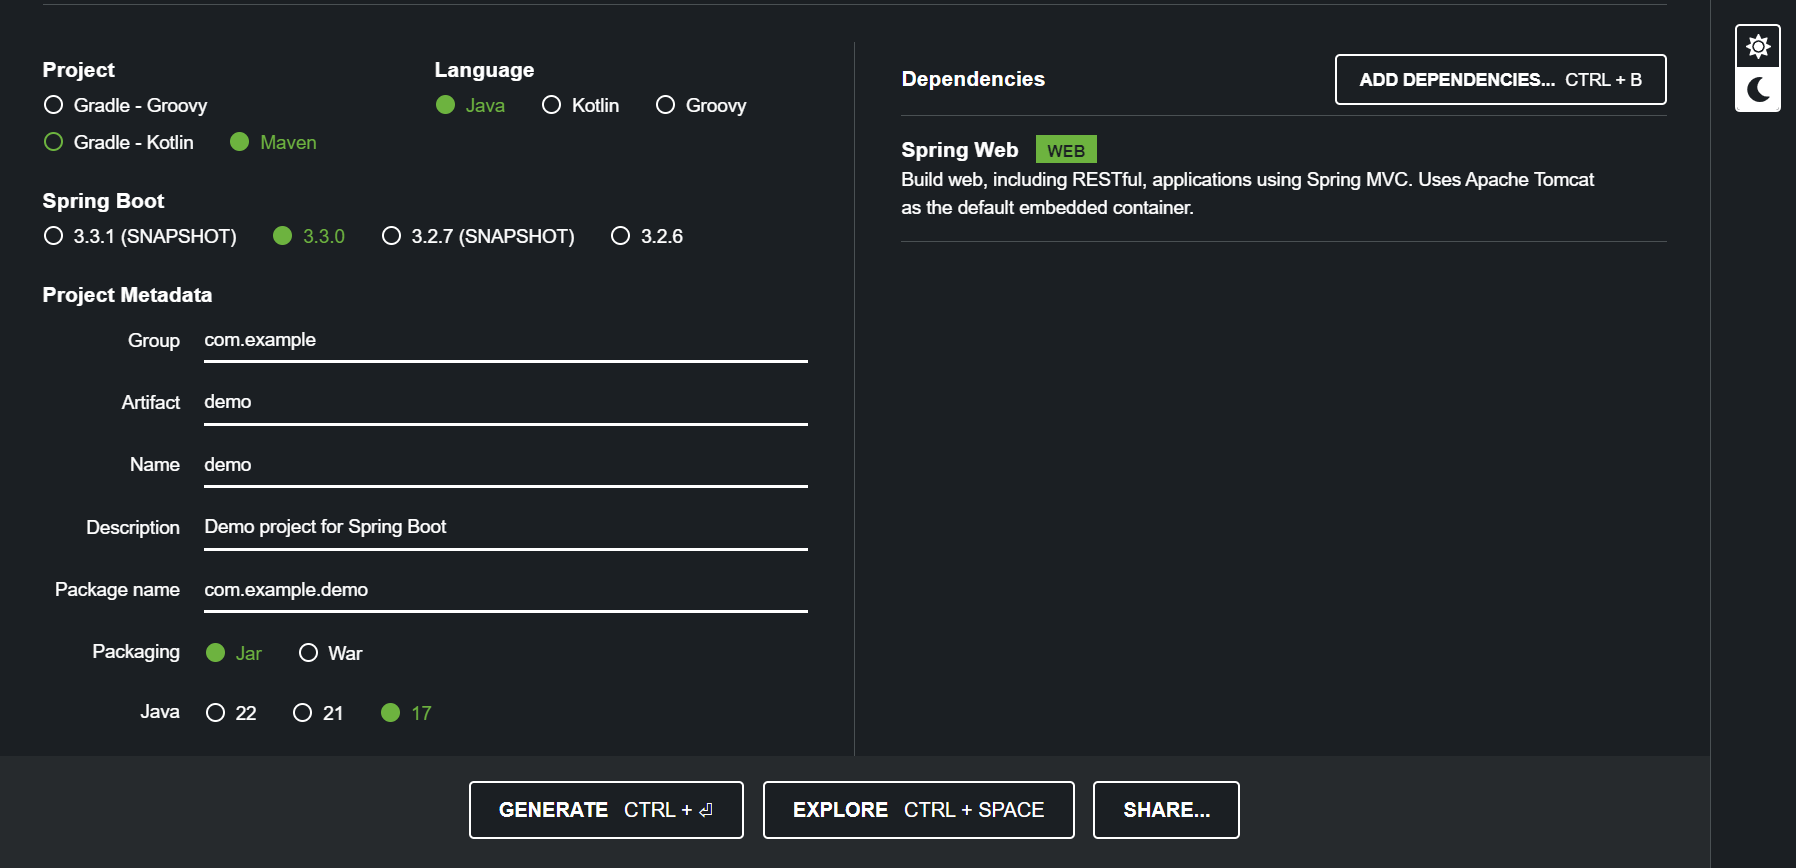 Project
Gradle - Groovy
Gradle - Kotlin Maven
Language
Java Kotlin Groovy
Spring Boot
3.3.1 (SNAPSHOT) 3.3.0 3.2.7 (SNAPSHOT) 3.2.6
Project Metadata
Group com.example
Artifact demo
Name demo
Description Demo project for Spring Boot
Package name com.example.demo
Packaging Jar War
Java 22 21 17
Dependencies
ADD DEPENDENCIES... CTRL + B
Spring Web WEB
Build web, including RESTful, applications using Spring MVC. Uses Apache Tomcat
as the default embedded container.
GENERATE CTRL + ⏎
EXPLORE CTRL + SPACE
SHARE...